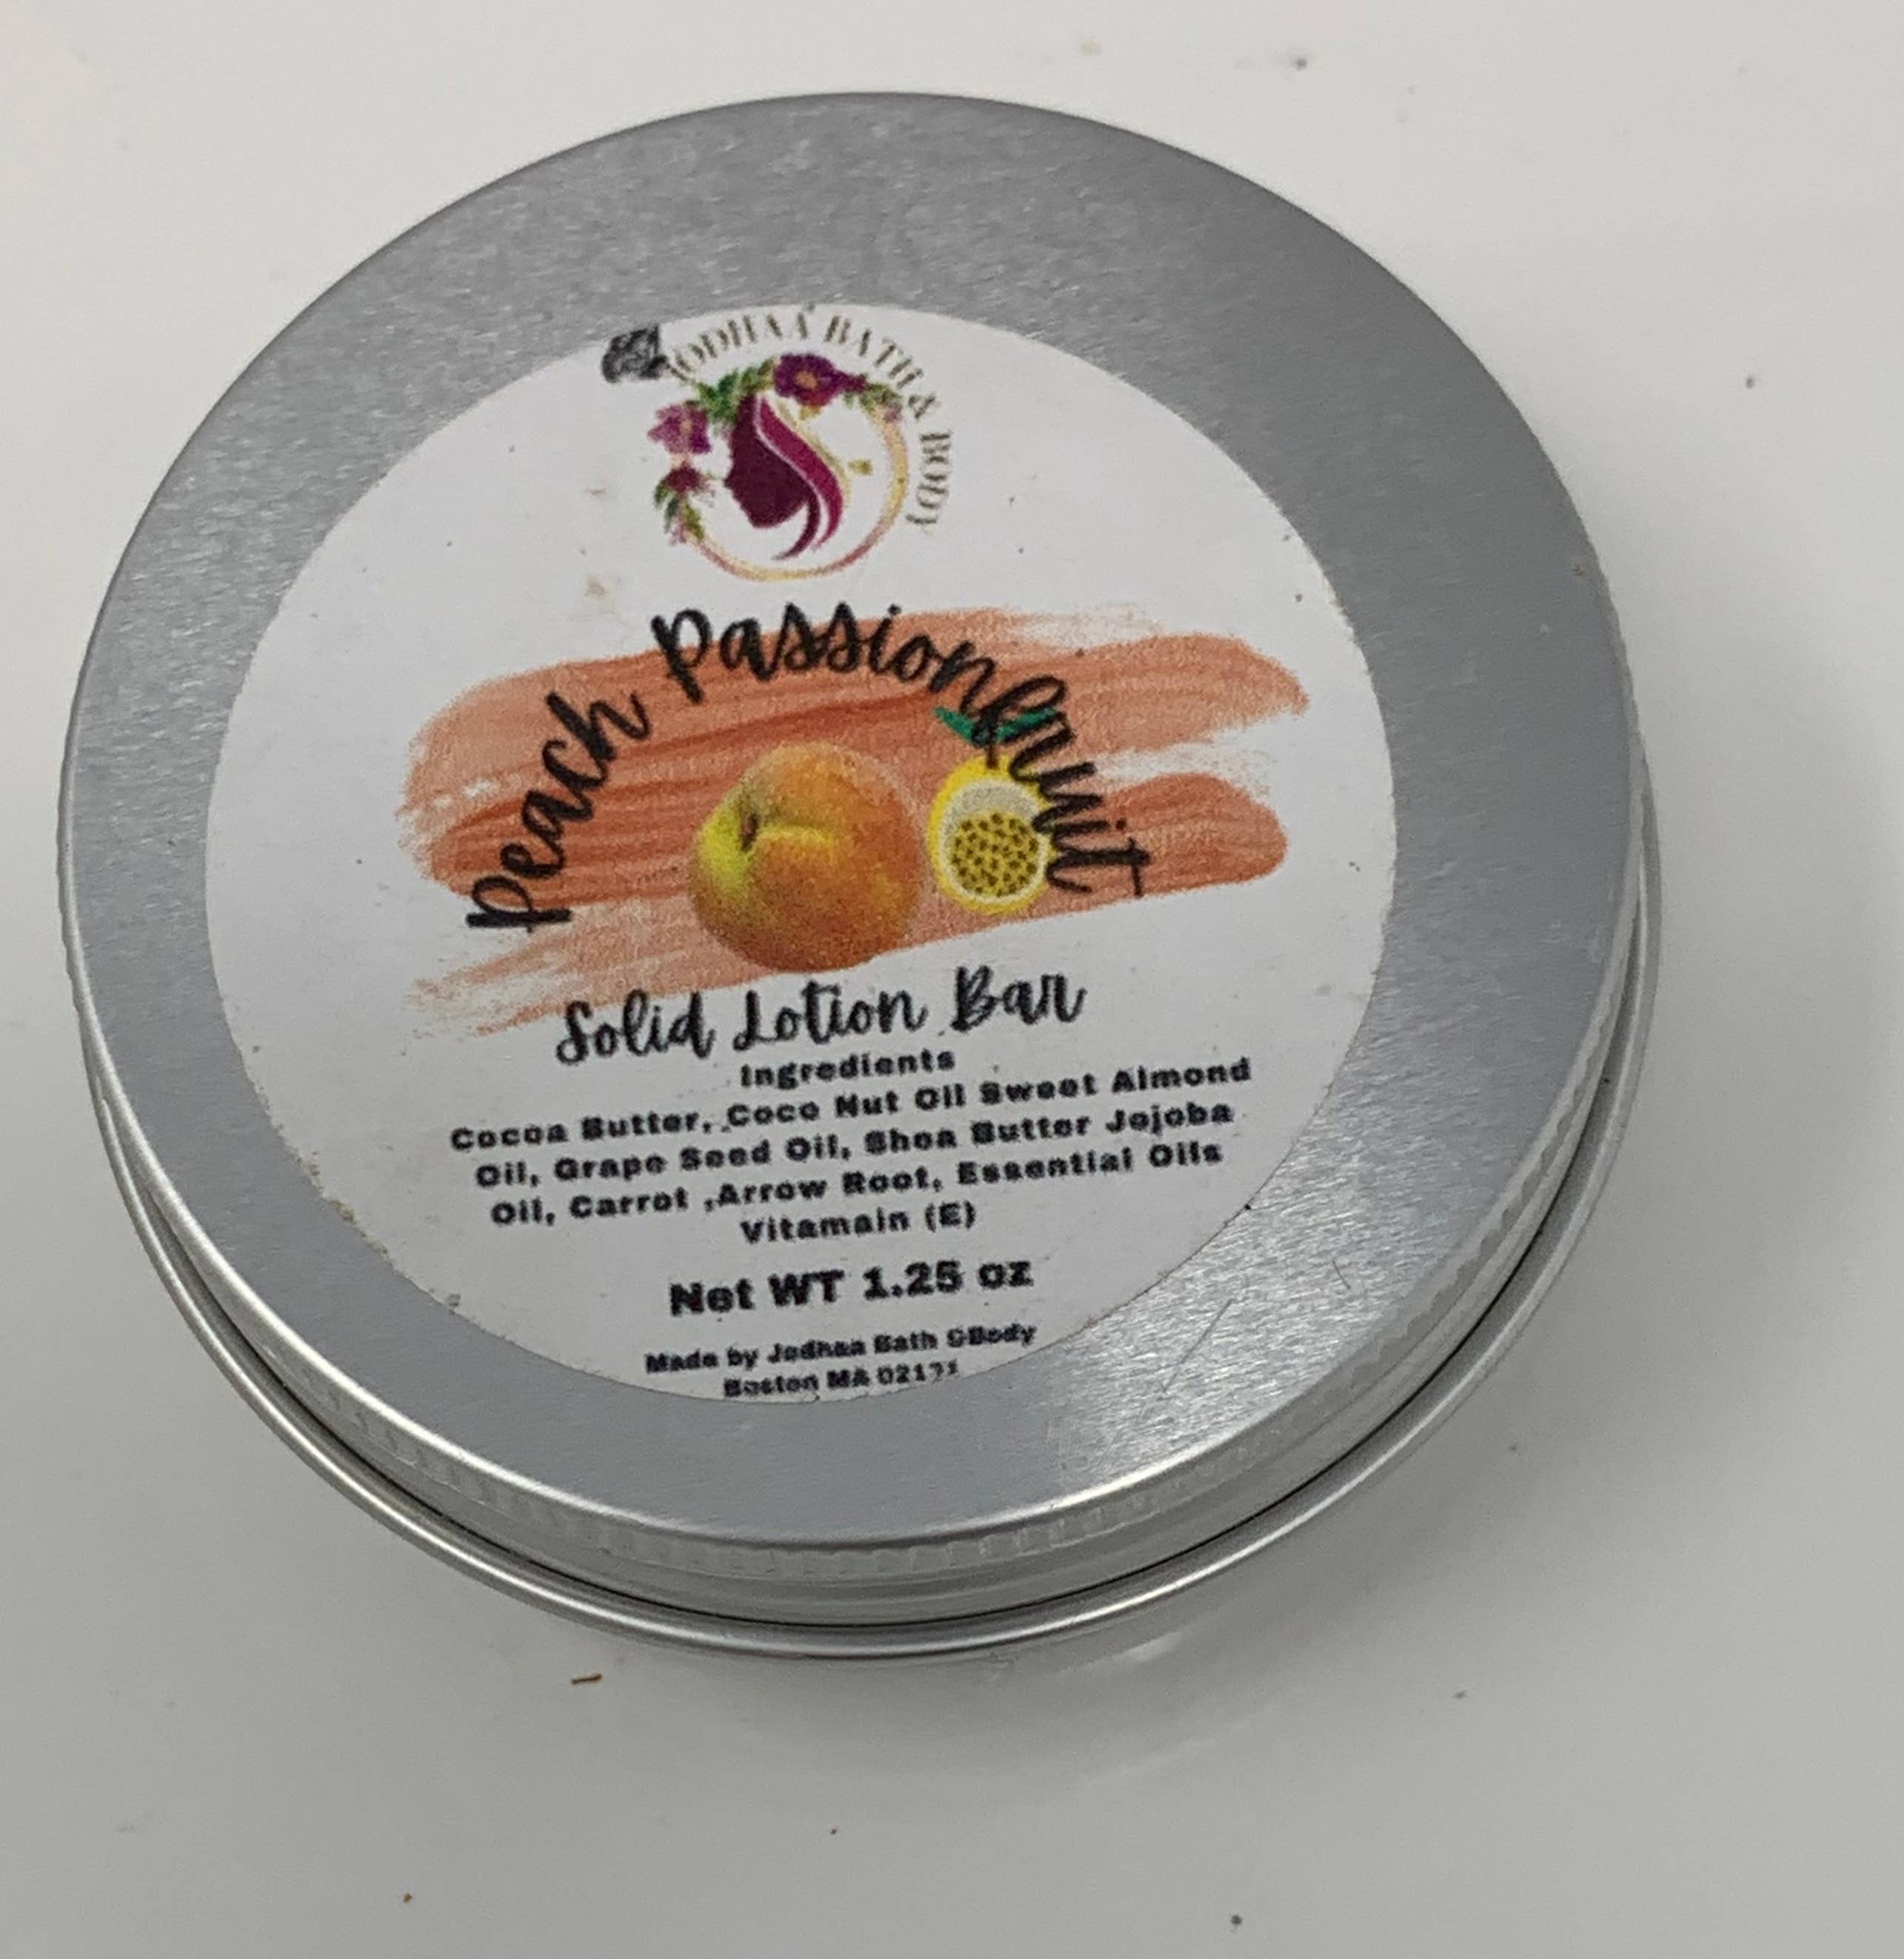 JODHAA BATH & BODY
Peach Passionfruit
Solid Lotion Bar
Ingredients
Cocoa Butter, Coco Nut Oil Sweet Almond
Oil, Grape Seed Oil, Shea Butter Jojoba
Oil, Carrot ,Arrow Root, Essential Oils
Vitamain (E)
Net WT 1.25 oz
Made by Jodhaa Bath &Body
Boston MA